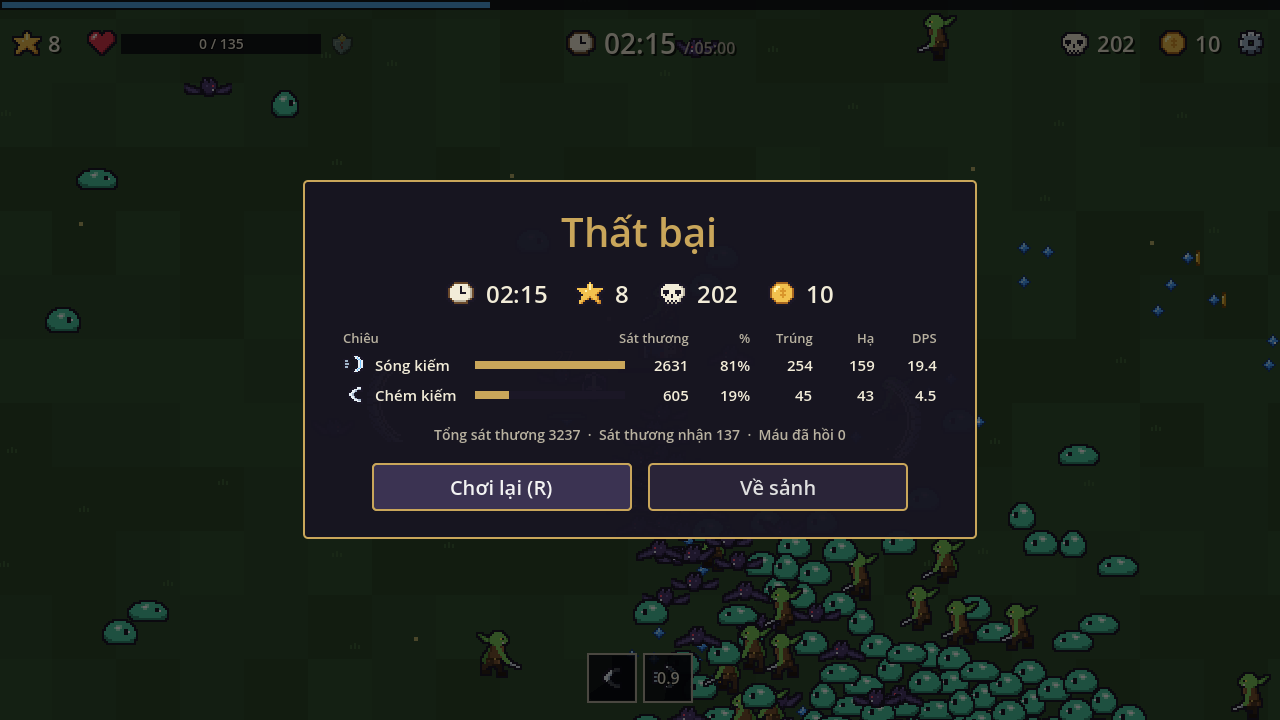 8 0 / 135 02:15 / 05:00 202 10
Thất bại
02:15 8 202 10
Chiêu Sát thương % Trúng Hạ DPS
Sóng kiếm 2631 81% 254 159 19.4
Chém kiếm 605 19% 45 43 4.5
Tổng sát thương 3237 · Sát thương nhận 137 · Máu đã hồi 0
Chơi lại (R) Về sảnh
0.9